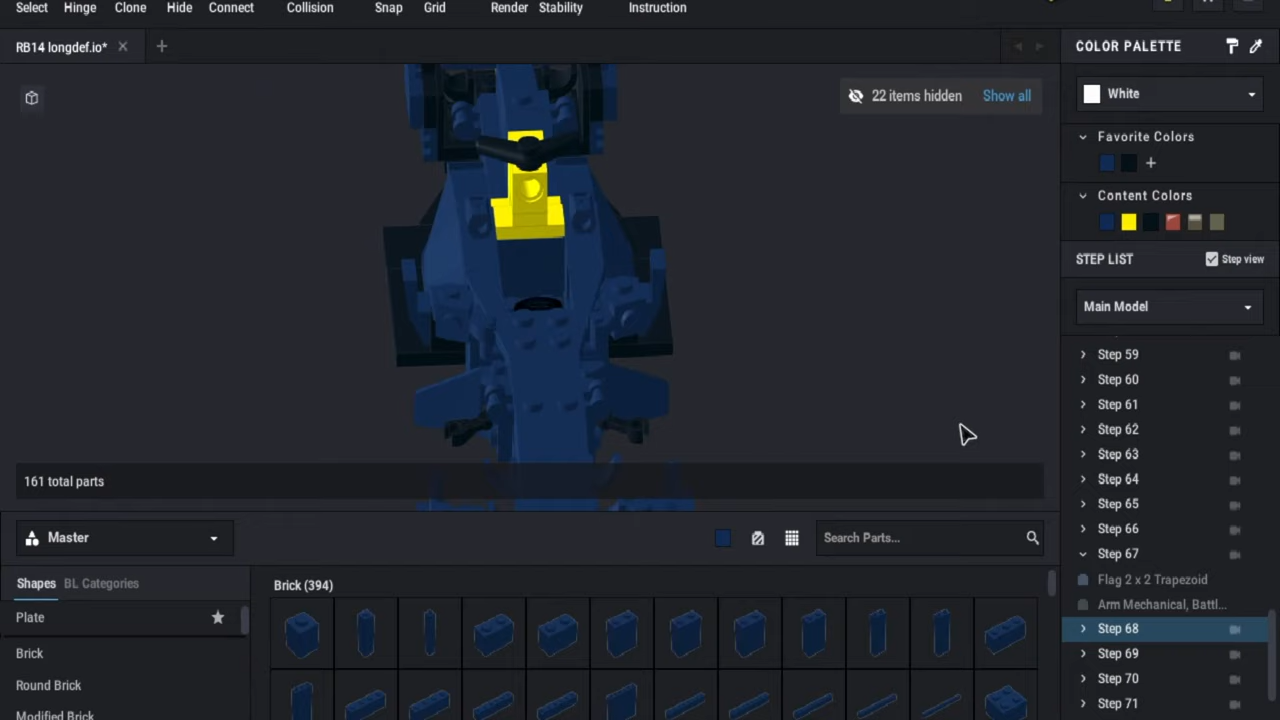 Select Hinge Clone Hide Connect Collision Snap Grid Render Stability Instruction
RB14 longdef.io*
22 items hidden Show all
161 total parts
Master
Search Parts...
Shapes BL Categories
Plate
Brick
Round Brick
Modified Brick
Brick (394)
COLOR PALETTE
White
Favorite Colors
Content Colors
STEP LIST Step view
Main Model
Step 59
Step 60
Step 61
Step 62
Step 63
Step 64
Step 65
Step 66
Step 67
Flag 2 x 2 Trapezoid
Arm Mechanical, Battl...
Step 68
Step 69
Step 70
Step 71